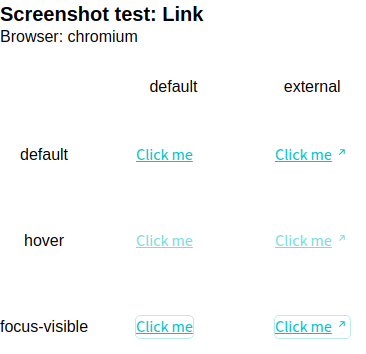 Screenshot test: Link
Browser: chromium
default external
default Click me Click me ↗
hover Click me Click me ↗
focus-visible Click me Click me ↗